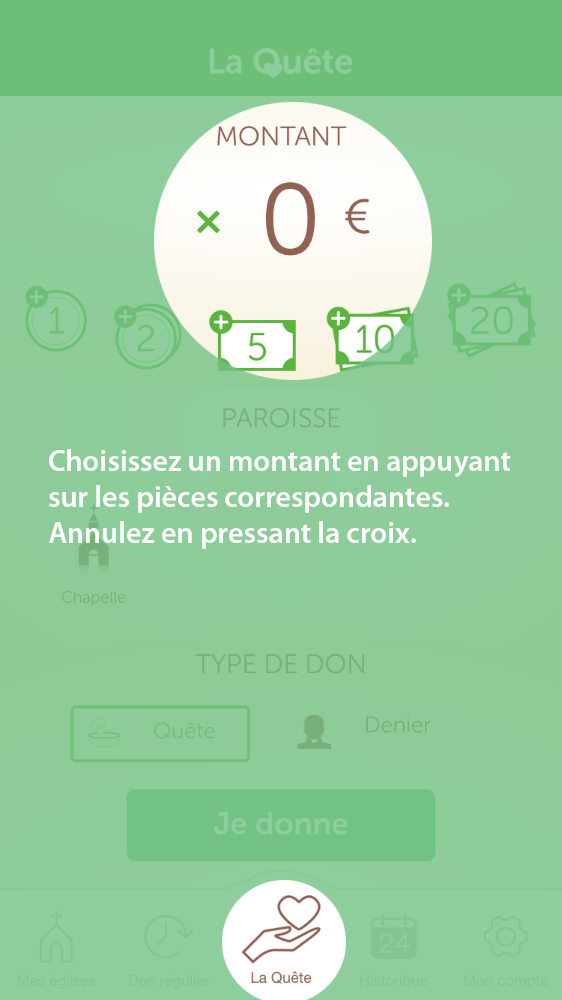 La Quête
MONTANT
× 0 €
+ 1
+ 2
+ 5
+ 10
+ 20
PAROISSE
Choisissez un montant en appuyant
sur les pièces correspondantes.
Annulez en pressant la croix.
Chapelle
TYPE DE DON
Quête
Denier
Je donne
24
Mes églises
Don régulier
La Quête
Historique
Mon compte